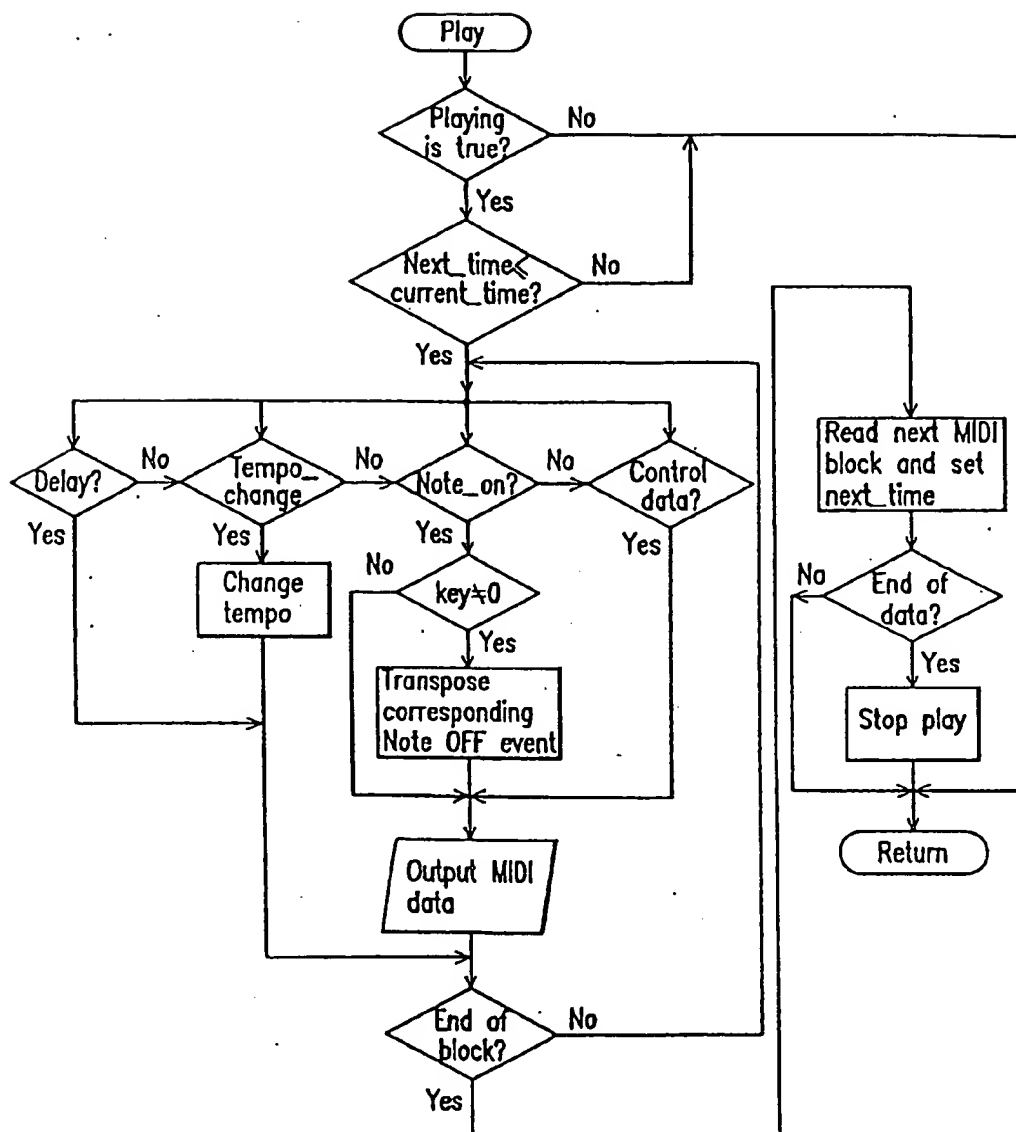 Play
Playing
is true?
No
Yes
Next_time≤
current_time?
No
Yes
Delay?
No
Tempo_
change
No
Note_on?
No
Control
data?
Yes
Yes
Yes
Yes
Change
tempo
No
key≠0
Yes
Transpose
corresponding
Note OFF event
Output MIDI
data
End of
block?
No
Yes
Read next MIDI
block and set
next_time
No
End of
data?
Yes
Stop play
Return